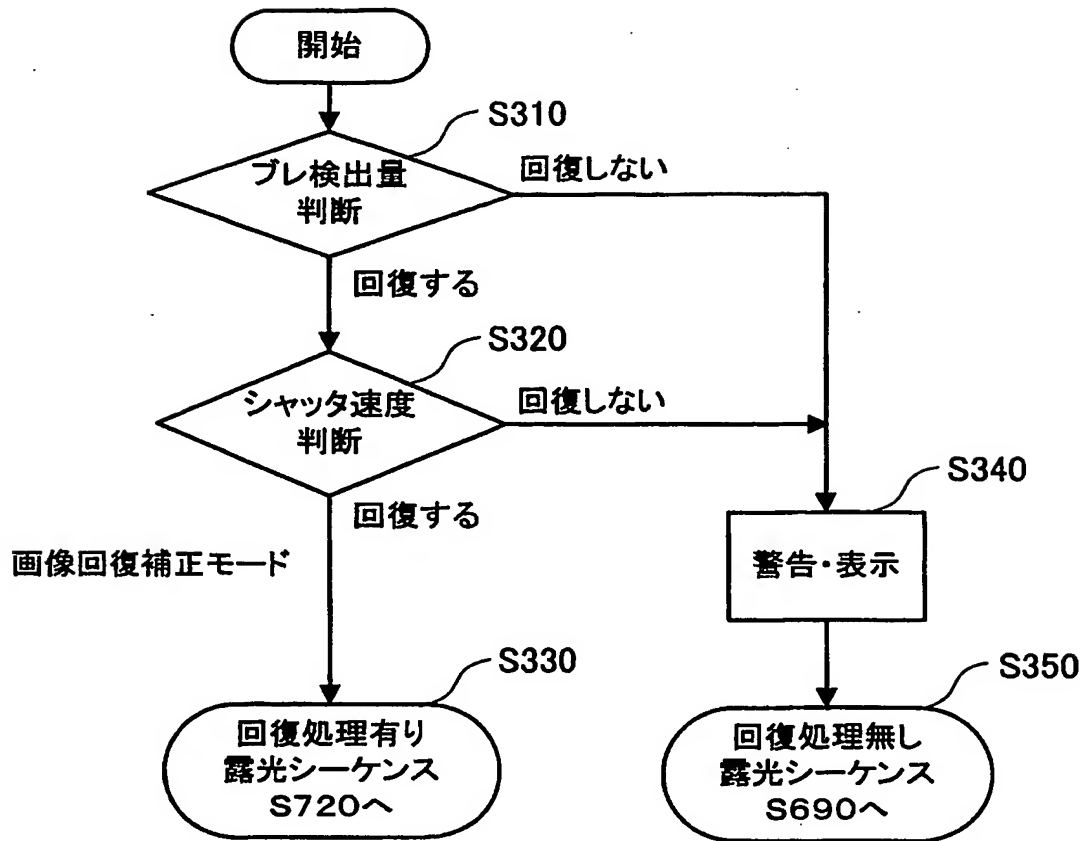 開始
S310
ブレ検出量
判断
回復しない
回復する
S320
シャッタ速度
判断
回復しない
回復する
S340
画像回復補正モード
警告・表示
S330
回復処理有り
露光シーケンス
S720へ
S350
回復処理無し
露光シーケンス
S690へ